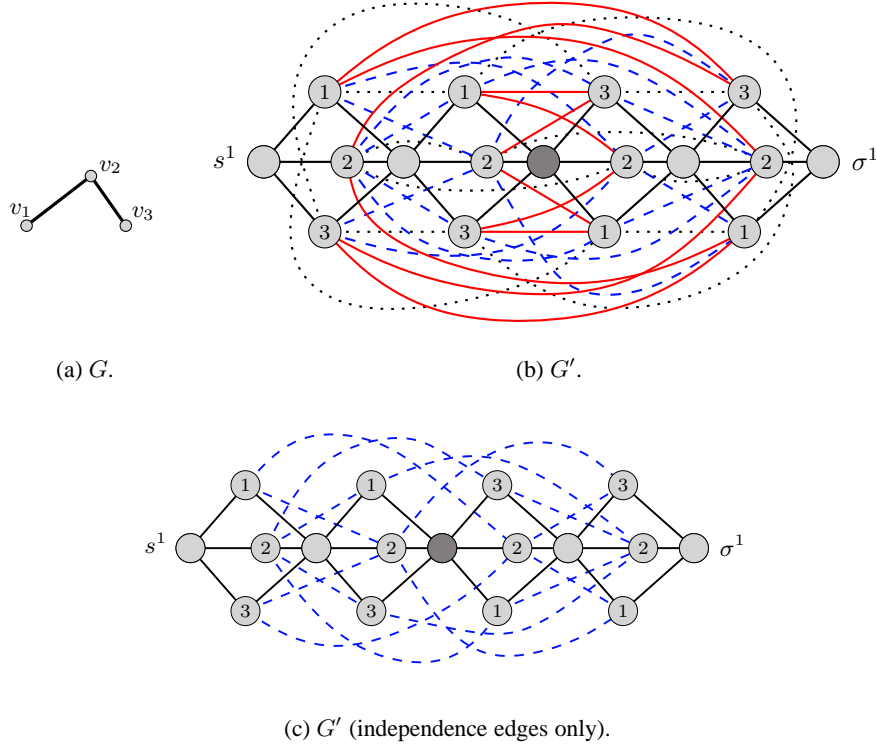 1 1 3 3
s¹ 2 2 2 2 σ¹
3 3 1 1
v₂
v₁ v₃
(a) G. (b) G′.
1 1 3 3
s¹ 2 2 2 2 σ¹
3 3 1 1
(c) G′ (independence edges only).